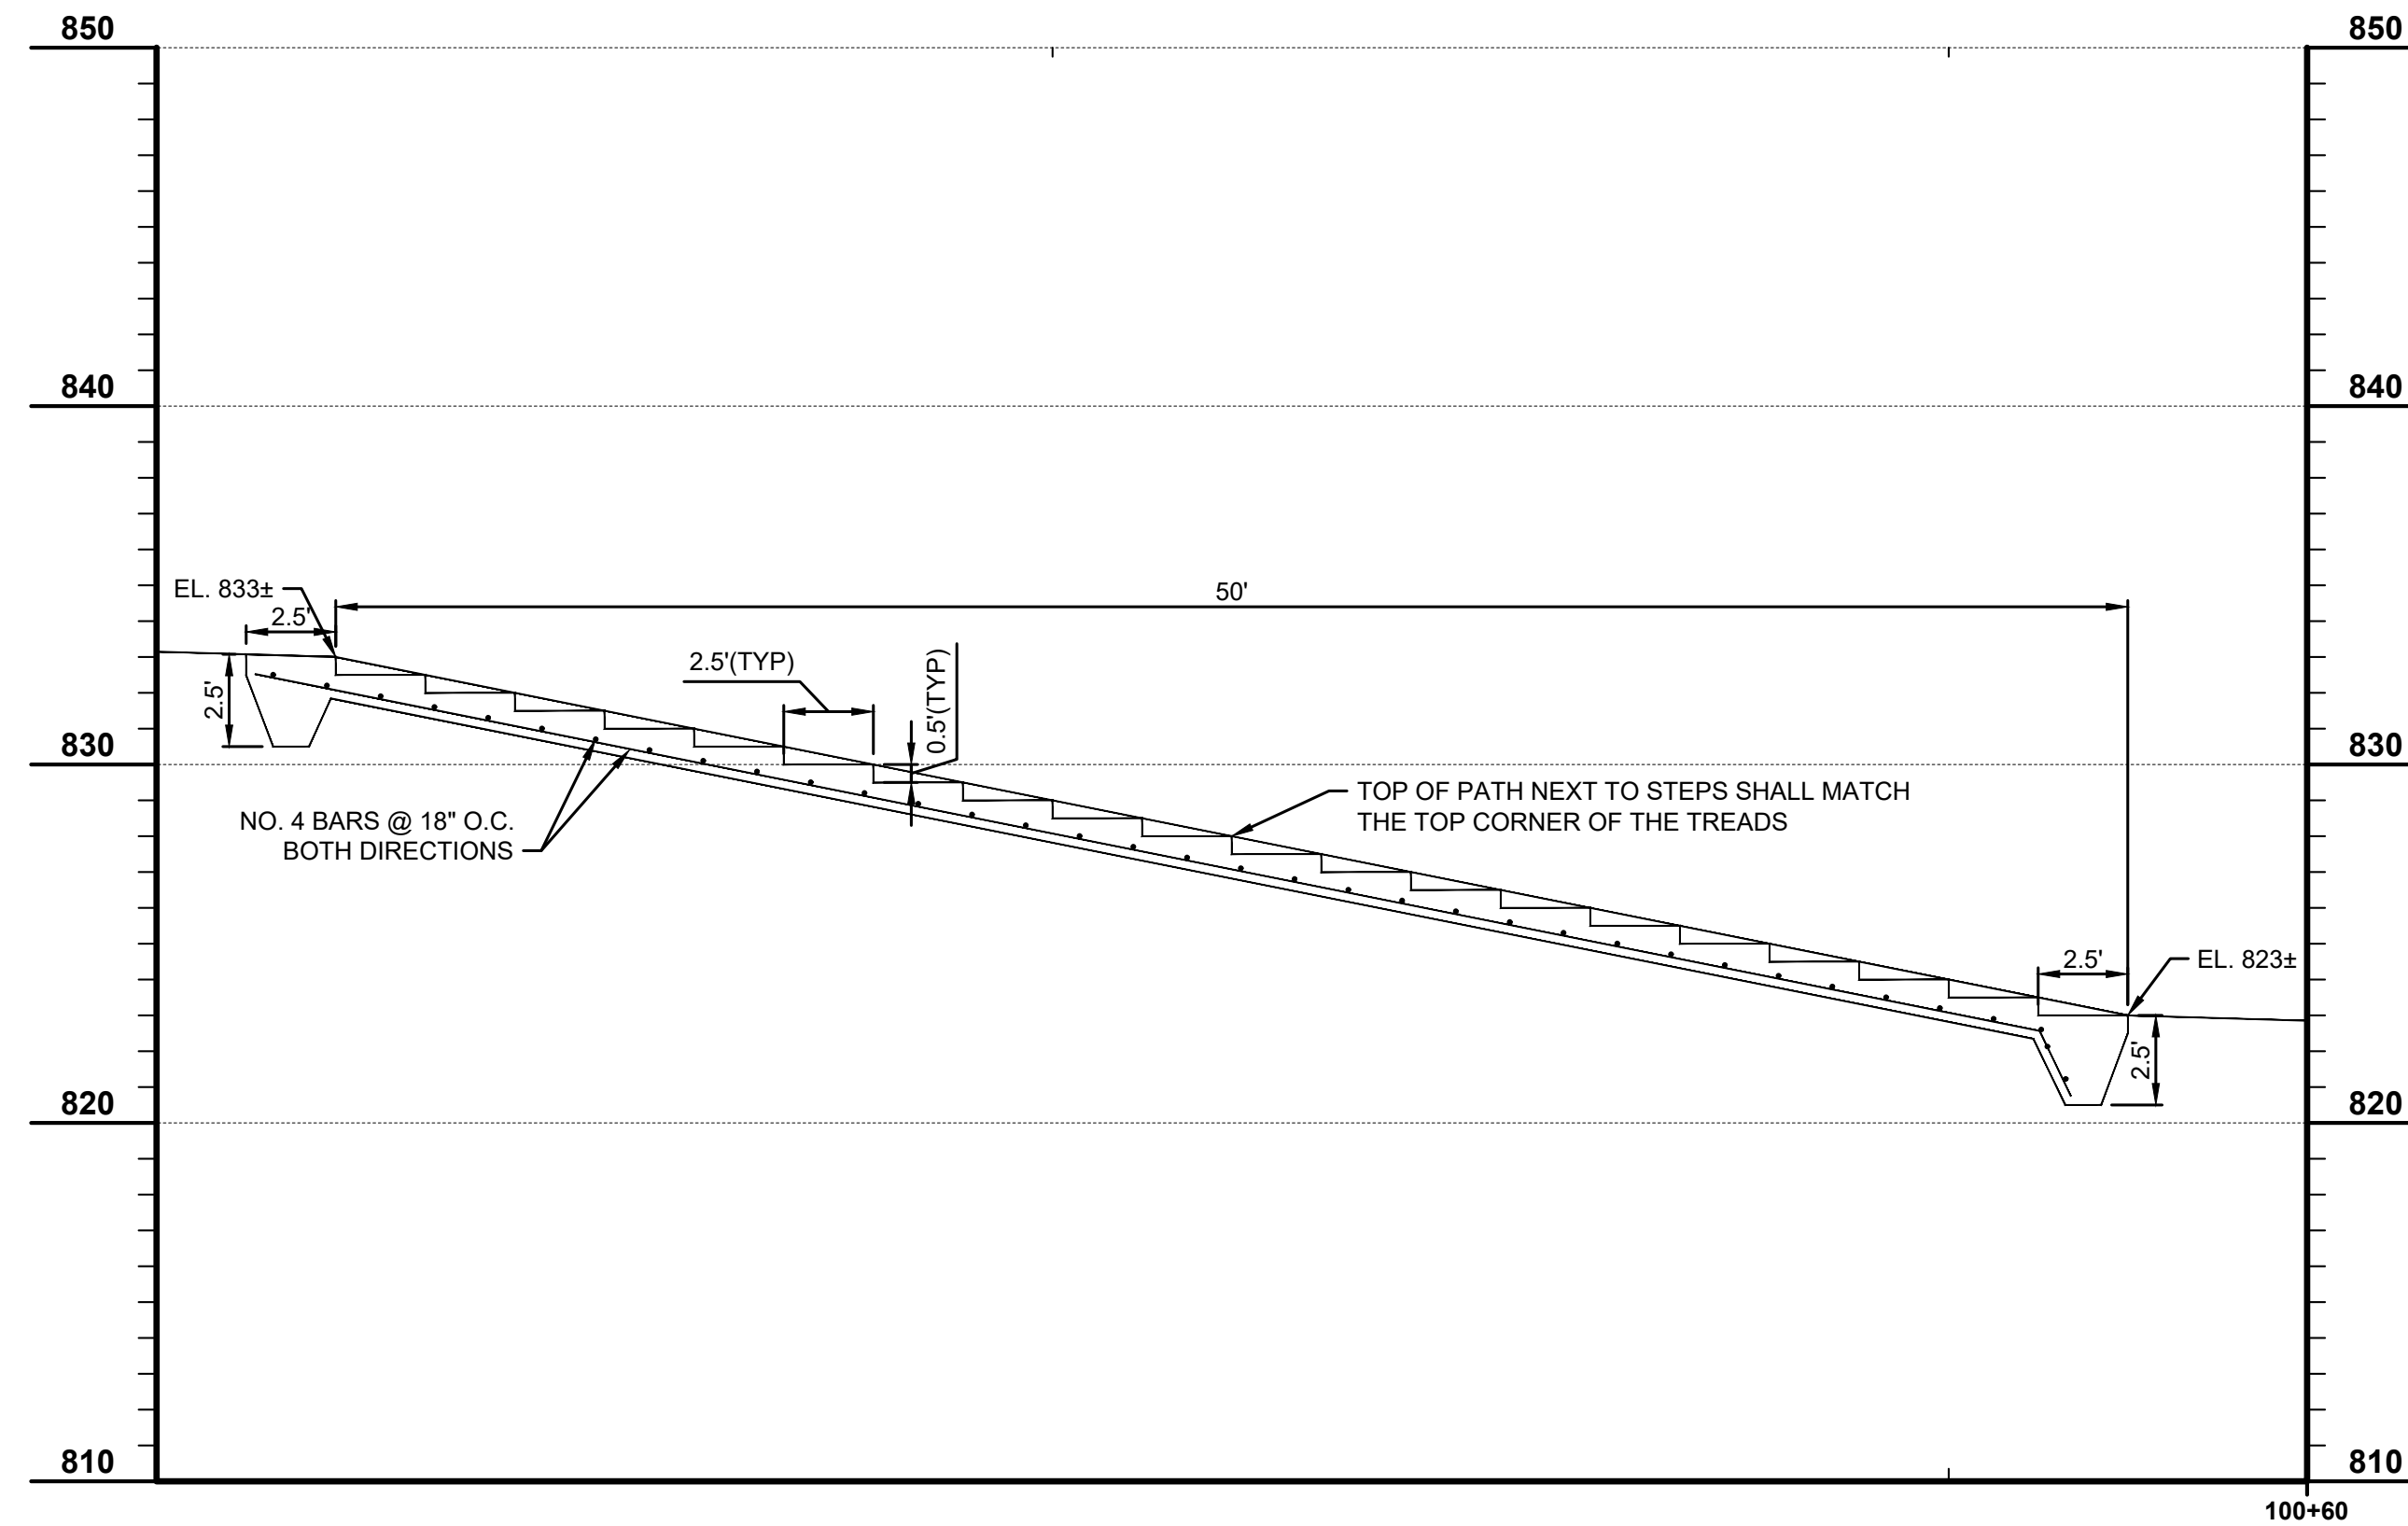 850 850
840 840
EL. 833±
50'
2.5'
2.5'(TYP)
0.5'(TYP)
2.5'
830 830
TOP OF PATH NEXT TO STEPS SHALL MATCH
THE TOP CORNER OF THE TREADS
NO. 4 BARS @ 18" O.C.
BOTH DIRECTIONS
2.5'
EL. 823±
2.5'
820 820
810 810
100+60